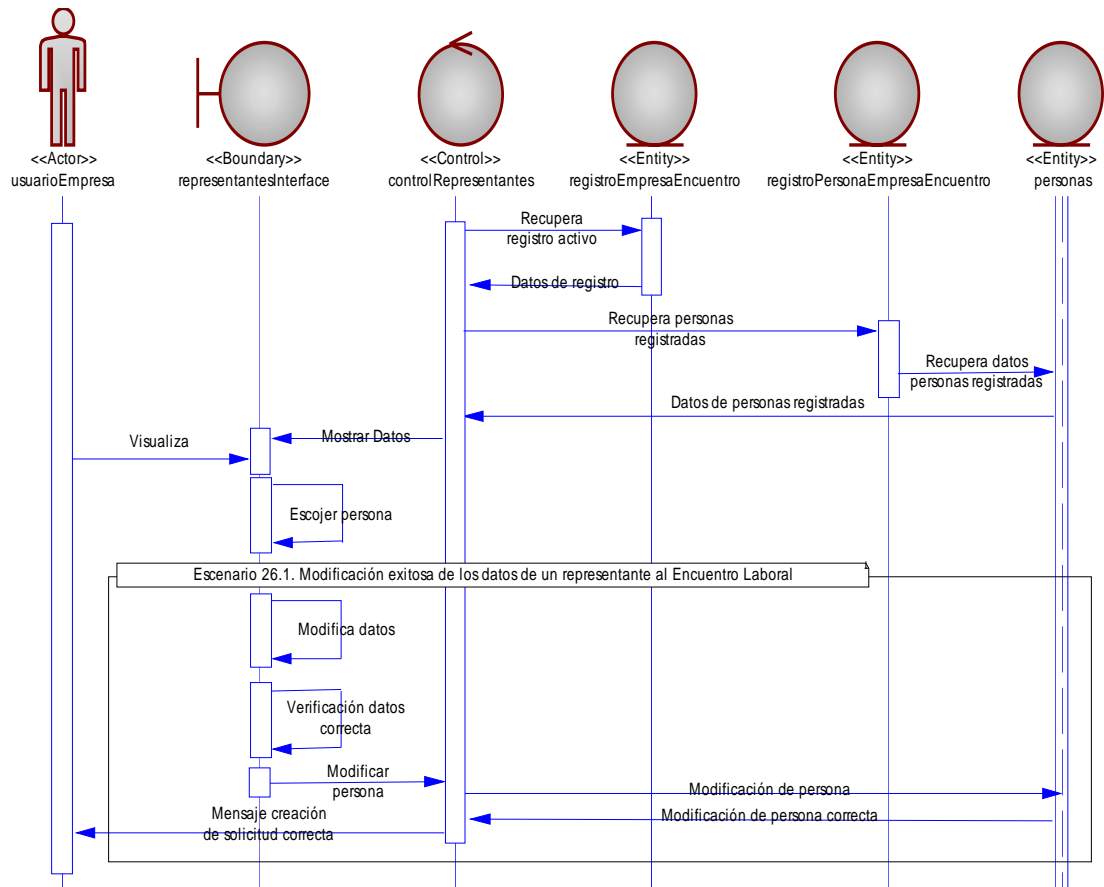 <<Actor>>
usuarioEmpresa
<<Boundary>>
representantesInterface
<<Control>>
controlRepresentantes
<<Entity>>
registroEmpresaEncuentro
<<Entity>>
registroPersonaEmpresaEncuentro
<<Entity>>
personas
Recupera
registro activo
Datos de registro
Recupera personas
registradas
Recupera datos
personas registradas
Datos de personas registradas
Mostrar Datos
Visualiza
Escojer persona
Escenario 26.1. Modificación exitosa de los datos de un representante al Encuentro Laboral
Modifica datos
Verificación datos
correcta
Modificar
persona
Modificación de persona
Modificación de persona correcta
Mensaje creación
de solicitud correcta